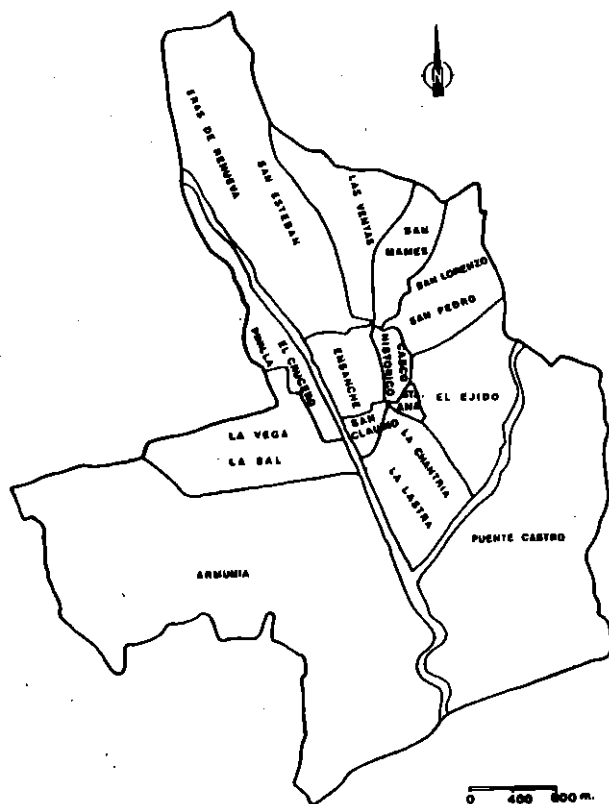 ERAS DE RENUEVA
SAN ESTEBAN
LAS VENTAS
SAN
MAMES
SAN LORENZO
SAN PEDRO
PINILLA
EL CRUCERO
ENSANCHE
CASCO
HISTORICO
STA
ANA
EL EJIDO
SAN
CLAUDIO
LA CHANTRIA
LA LASTRA
LA VEGA
LA SAL
ARMUNIA
PUENTE CASTRO
0 400 800 m.